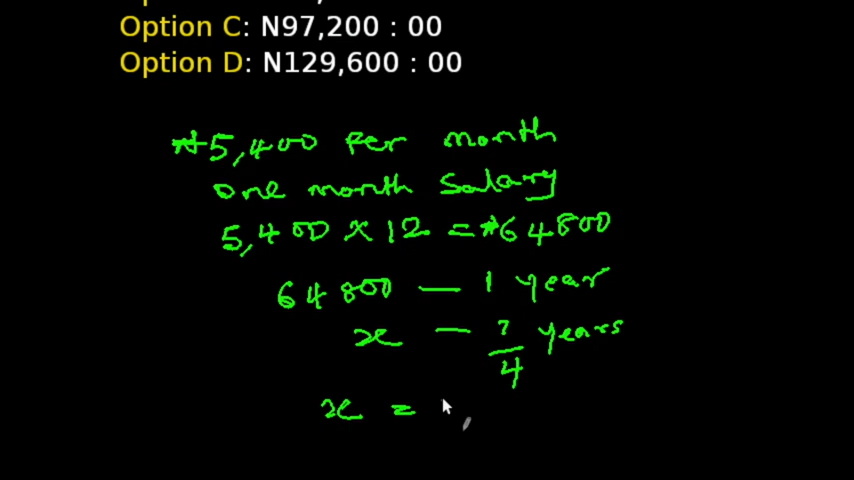 Option C: N97,200 : 00
Option D: N129,600 : 00
₦5,400 per month
one month Salary
5,400 × 12 = ₦64800
64800 — 1 year
x — ?/4 years
x =